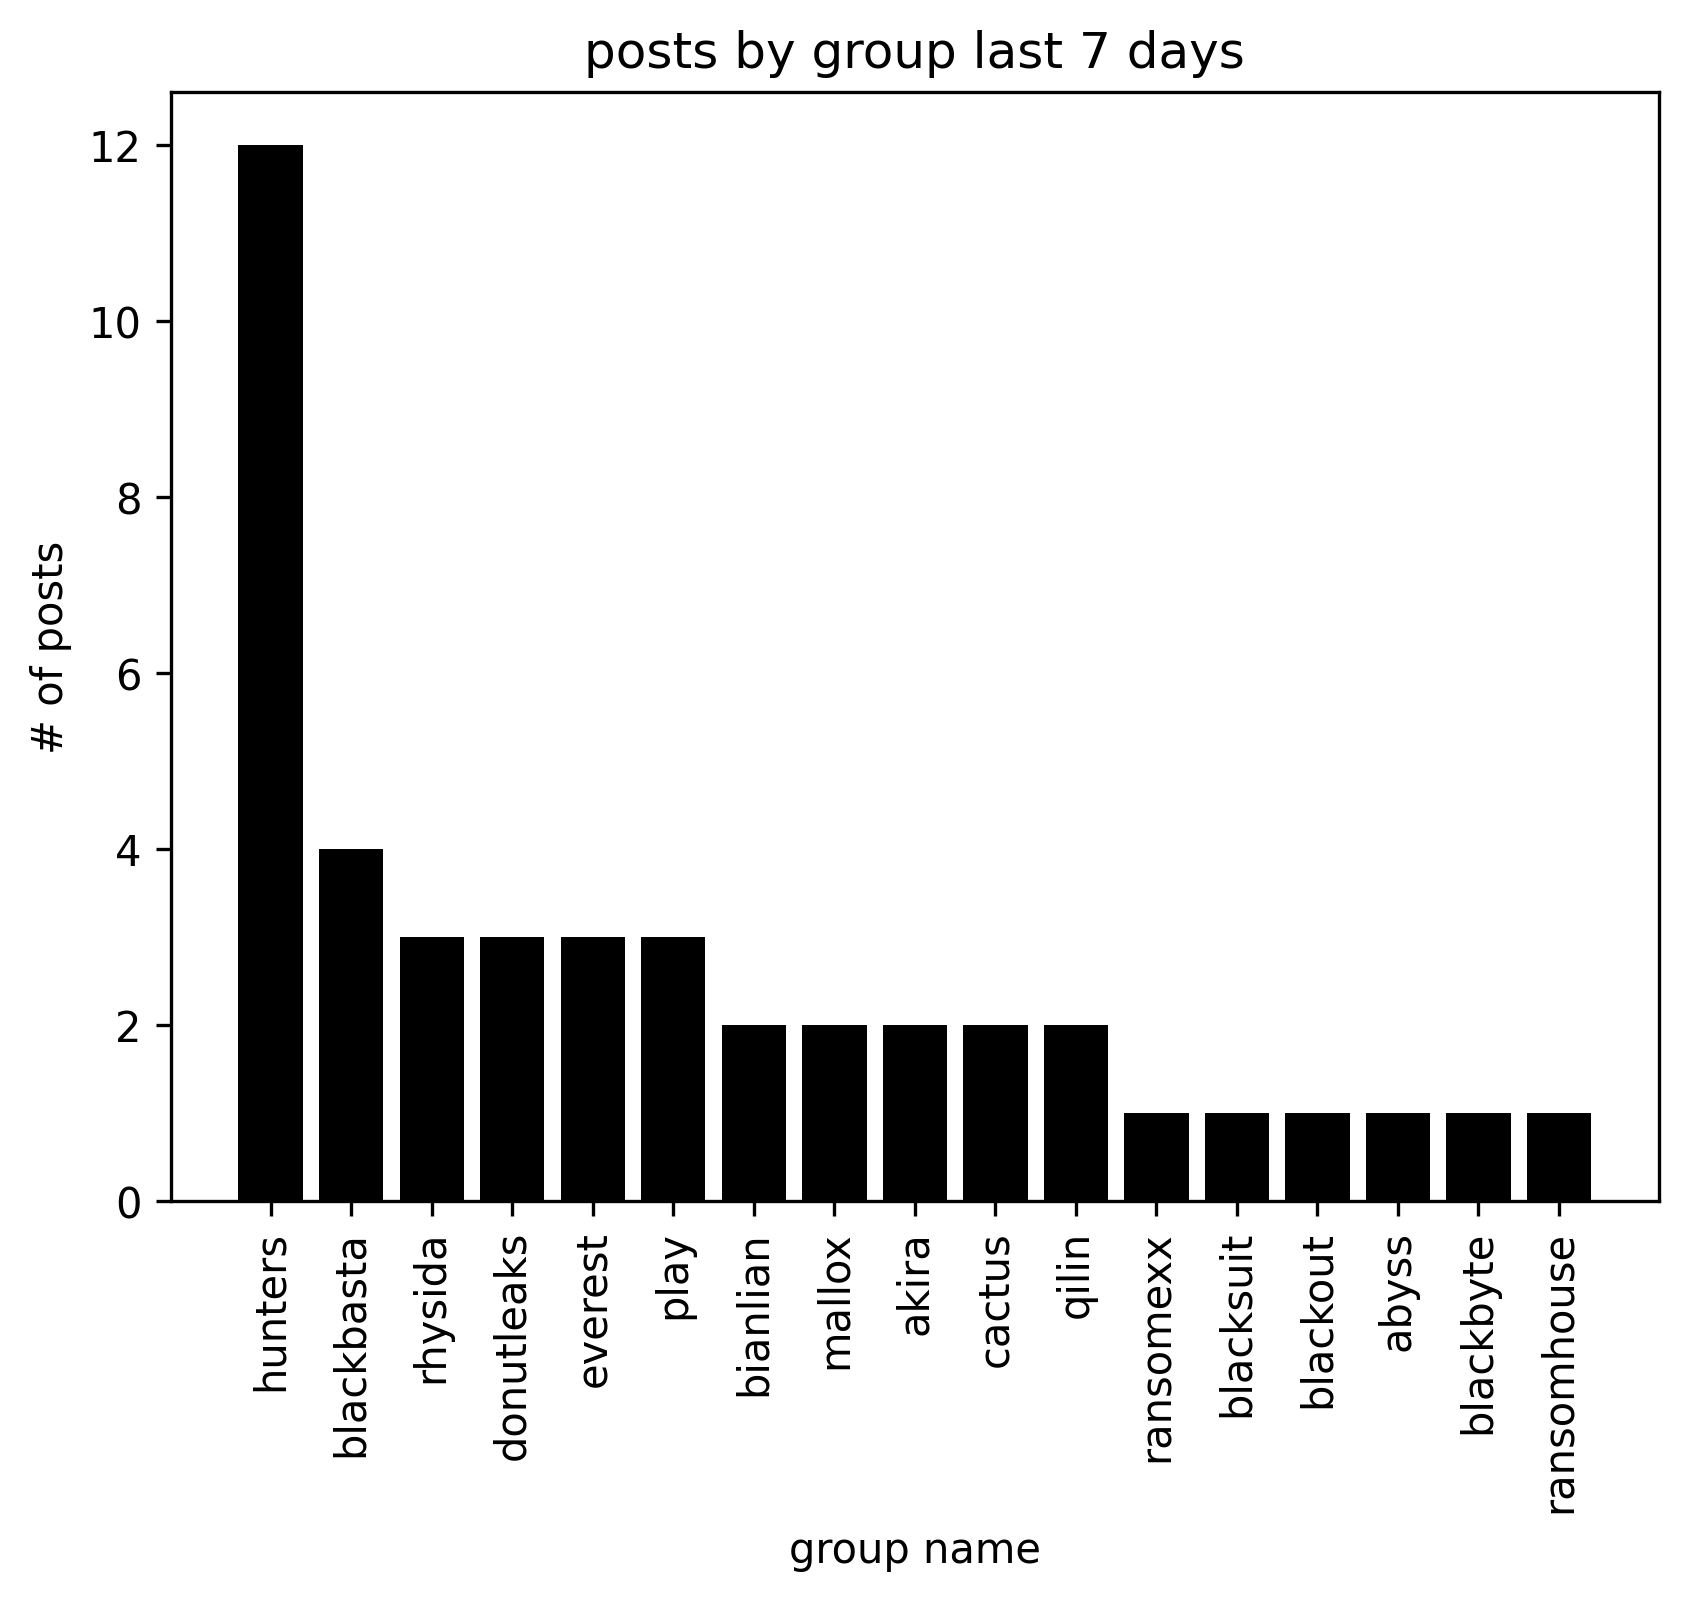 posts by group last 7 days
12
10
8
6
4
2
0
# of posts
hunters
blackbasta
rhysida
donutleaks
everest
play
bianlian
mallox
akira
cactus
qilin
ransomexx
blacksuit
blackout
abyss
blackbyte
ransomhouse
group name